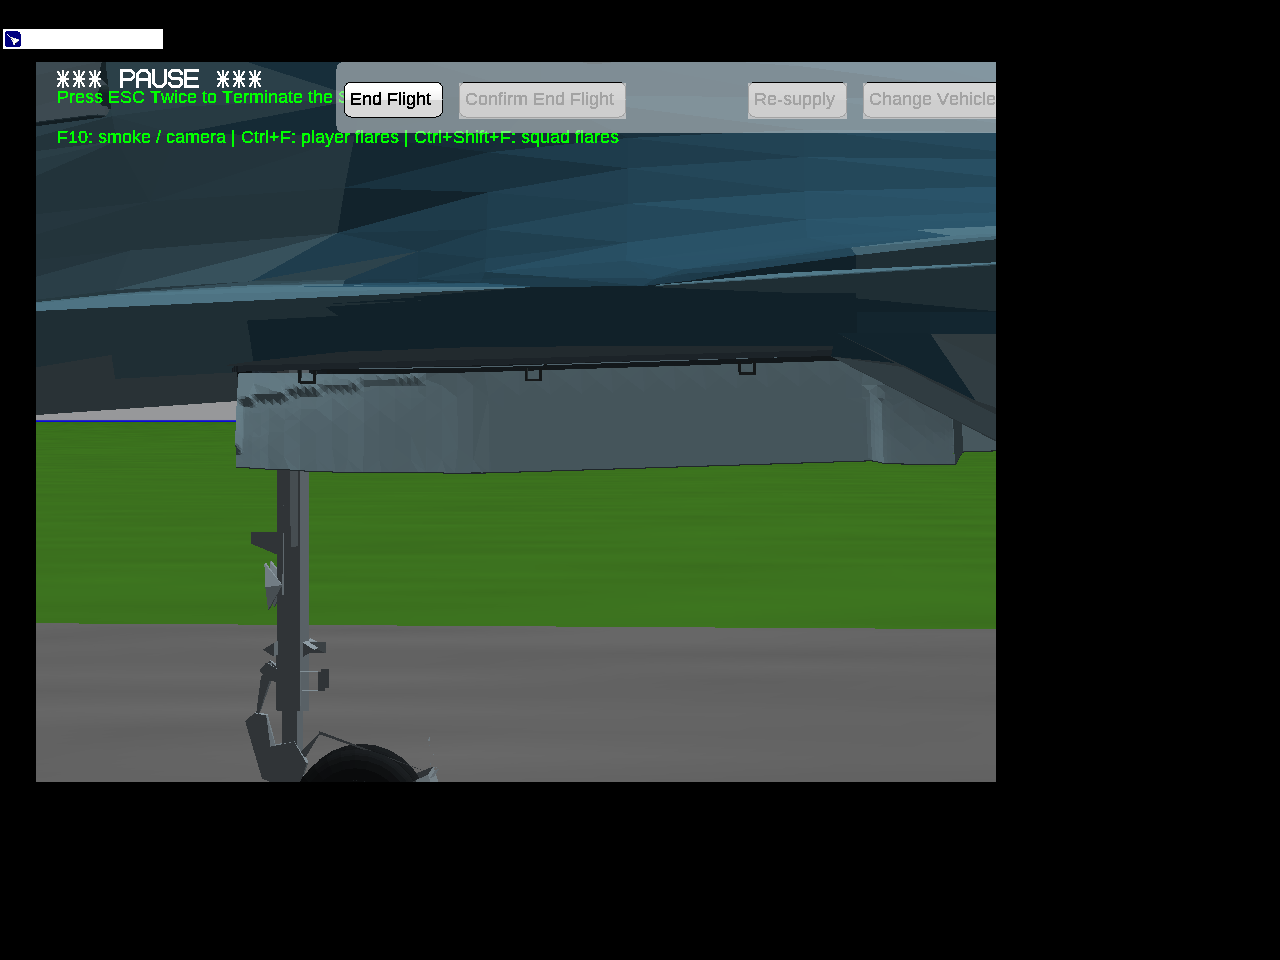 *** PAUSE ***
Press ESC Twice to Terminate the
End Flight
Confirm End Flight
Re-supply
Change Vehicle
F10: smoke / camera | Ctrl+F: player flares | Ctrl+Shift+F: squad flares